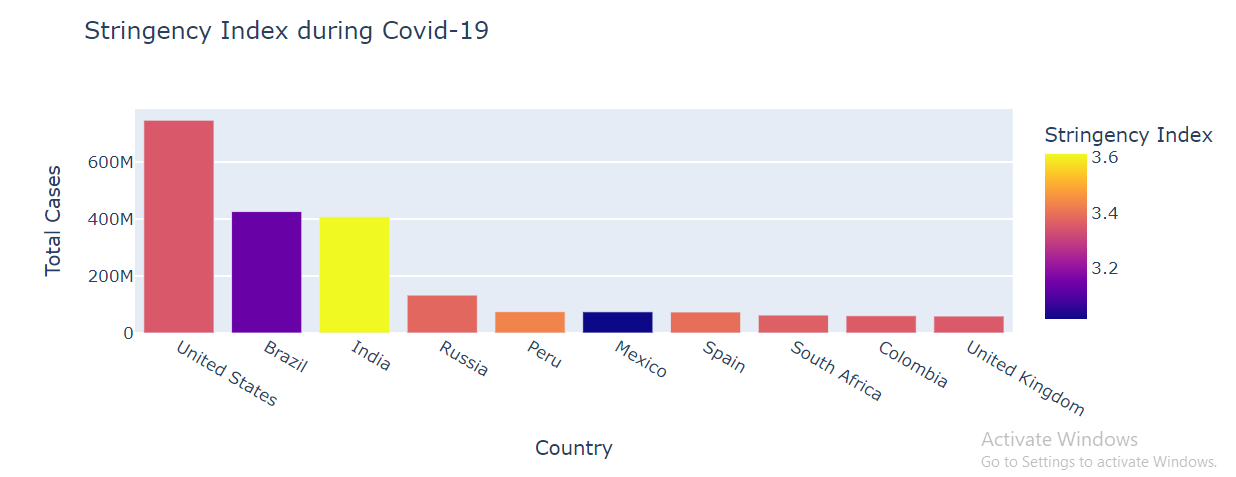 Stringency Index during Covid-19
Total Cases
600M
400M
200M
0
United States
Brazil
India
Russia
Peru
Mexico
Spain
South Africa
Colombia
United Kingdom
Country
Stringency Index
3.6
3.4
3.2
Activate Windows
Go to Settings to activate Windows.